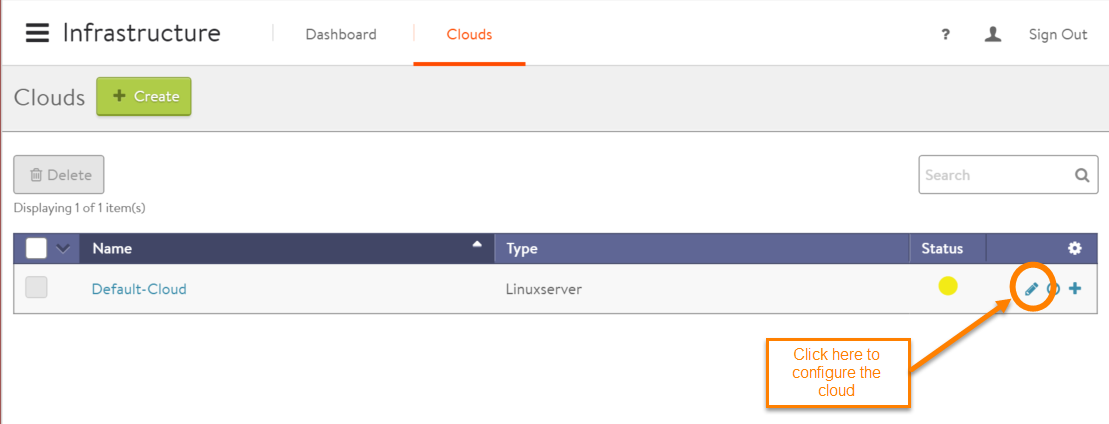 Infrastructure Dashboard Clouds ? Sign Out
Clouds + Create
Delete Search
Displaying 1 of 1 item(s)
Name Type Status
Default-Cloud Linuxserver
Click here to
configure the
cloud